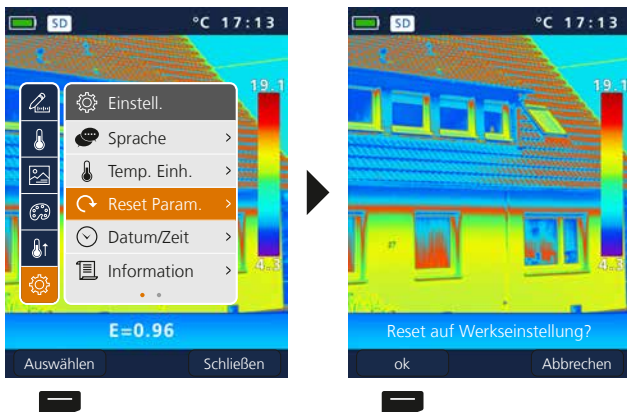 SD °C 17:13
19.1
Einstell.
Sprache
Temp. Einh.
Reset Param.
Datum/Zeit
Information
4.3
E=0.96
Auswählen Schließen
SD °C 17:13
19.1
27
4.3
Reset auf Werkseinstellung?
ok Abbrechen